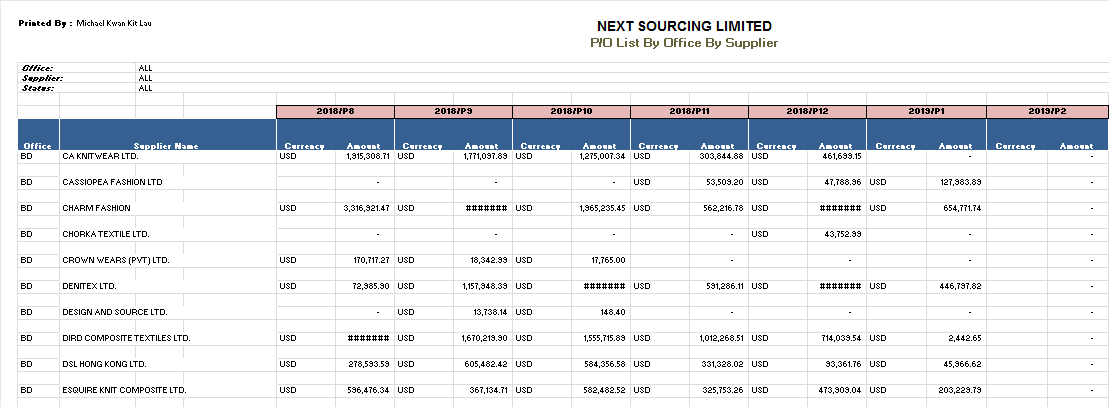 Printed By : Michael Kwan Kit Lau
NEXT SOURCING LIMITED
P/O List By Office By Supplier
Office: ALL
Supplier: ALL
Status: ALL
2018/P8 2018/P9 2018/P10 2018/P11 2018/P12 2019/P1 2019/P2
Office Supplier Name Currency Amount Currency Amount Currency Amount Currency Amount Currency Amount Currency Amount Currency Amount
BD CA KNITWEAR LTD. USD 1,915,308.71 USD 1,771,097.89 USD 1,275,007.34 USD 303,844.88 USD 461,699.15 - -
BD CASSIOPEA FASHION LTD - - - USD 53,509.20 USD 47,788.96 USD 127,983.89 -
BD CHARM FASHION USD 3,316,921.47 USD ####### USD 1,965,235.45 USD 562,216.78 USD ####### USD 654,771.74 -
BD CHORKA TEXTILE LTD. - - - - USD 43,752.99 - -
BD CROWN WEARS (PVT) LTD. USD 170,717.27 USD 18,342.99 USD 17,765.00 - - - -
BD DENITEX LTD. USD 72,985.90 USD 1,157,948.39 USD ####### USD 591,286.11 USD ####### USD 446,797.82 -
BD DESIGN AND SOURCE LTD. - USD 13,738.14 USD 148.40 - - - -
BD DIRD COMPOSITE TEXTILES LTD. USD ####### USD 1,670,219.90 USD 1,555,715.89 USD 1,012,268.51 USD 714,039.54 USD 2,442.65 -
BD DSL HONG KONG LTD. USD 278,593.59 USD 605,482.42 USD 584,356.58 USD 331,328.02 USD 93,361.76 USD 45,966.62 -
BD ESQUIRE KNIT COMPOSITE LTD. USD 596,476.34 USD 367,134.71 USD 582,482.52 USD 325,753.26 USD 473,909.04 USD 203,229.79 -